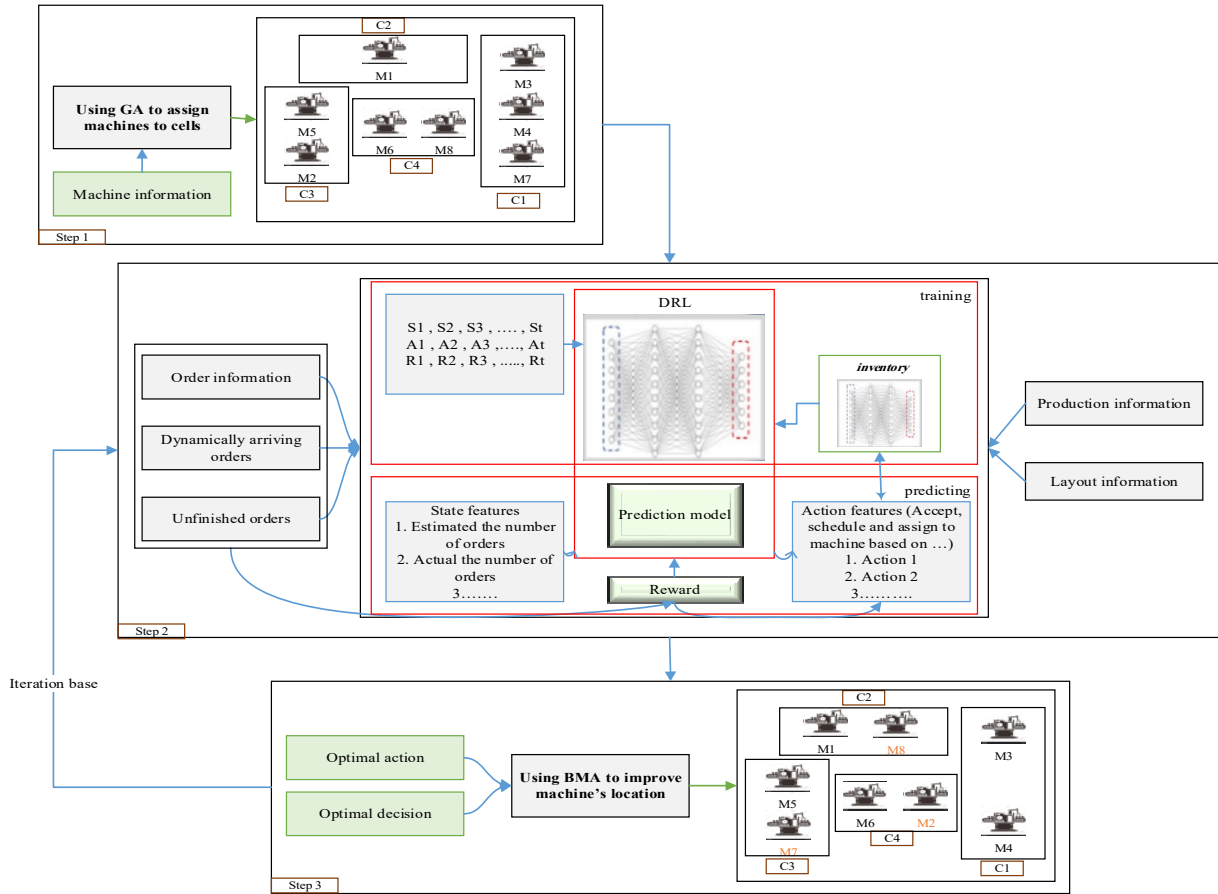 C2
M1
M3
Using GA to assign
machines to cells
M5
M4
M6
M8
M2
C4
M7
C3
C1
Machine information
Step 1
training
DRL
S1 , S2 , S3 , …. , St
A1 , A2 , A3 ,…., At
R1 , R2 , R3 , ....., Rt
inventory
Order information
Dynamically arriving
orders
Unfinished orders
Production information
Layout information
predicting
State features
1. Estimated the number
of orders
2. Actual the number of
orders
3…….
Prediction model
Reward
Action features (Accept,
schedule and assign to
machine based on …)
1. Action 1
2. Action 2
3……….
Step 2
Iteration base
C2
M1
M8
M3
Optimal action
Optimal decision
Using BMA to improve
machine’s location
M5
M6
M2
M7
C4
M4
C3
C1
Step 3